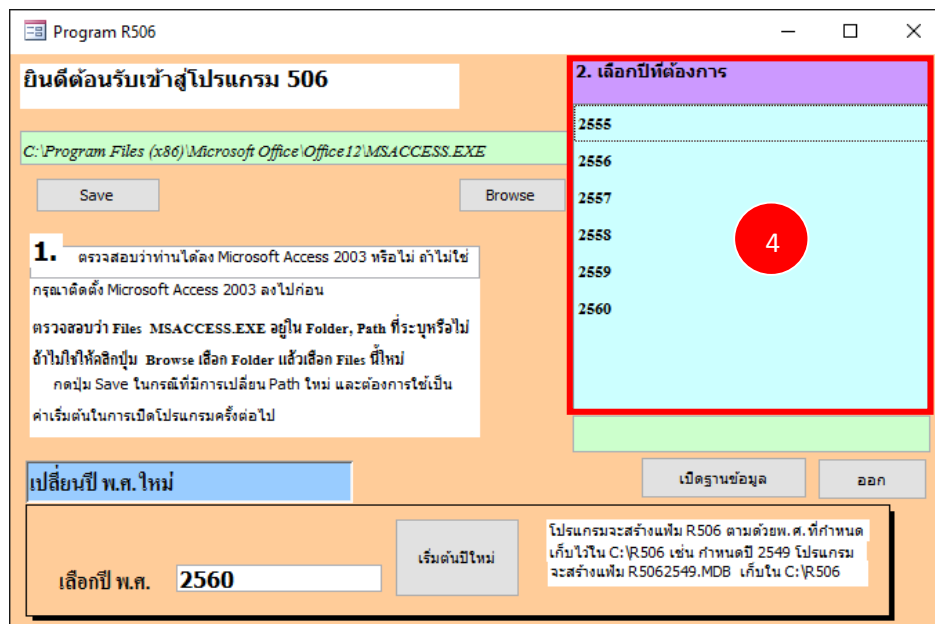 Program R506
ยินดีต้อนรับเข้าสู่โปรแกรม 506
C:\Program Files (x86)\Microsoft Office\Office12\MSACCESS.EXE
Save
Browse
1. ตรวจสอบว่าท่านได้ลง Microsoft Access 2003 หรือไม่ ถ้าไม่ใช่
กรุณาติดตั้ง Microsoft Access 2003 ลงไปก่อน
ตรวจสอบว่า Files MSACCESS.EXE อยู่ใน Folder, Path ที่ระบุหรือไม่
ถ้าไม่ใช่ให้คลิกปุ่ม Browse เลือก Folder แล้วเลือก Files นี้ใหม่
กดปุ่ม Save ในกรณีที่มีการเปลี่ยน Path ใหม่ และต้องการใช้เป็น
ค่าเริ่มต้นในการเปิดโปรแกรมครั้งต่อไป
2. เลือกปีที่ต้องการ
2555
2556
2557
2558
2559
2560
4
เปิดฐานข้อมูล
ออก
เปลี่ยนปี พ.ศ.ใหม่
เลือกปี พ.ศ.
2560
เริ่มต้นปีใหม่
โปรแกรมจะสร้างแฟ้ม R506 ตามด้วยพ.ศ.ที่กำหนด
เก็บไว้ใน C:\R506 เช่น กำหนดปี 2549 โปรแกรม
จะสร้างแฟ้ม R5062549.MDB เก็บใน C:\R506